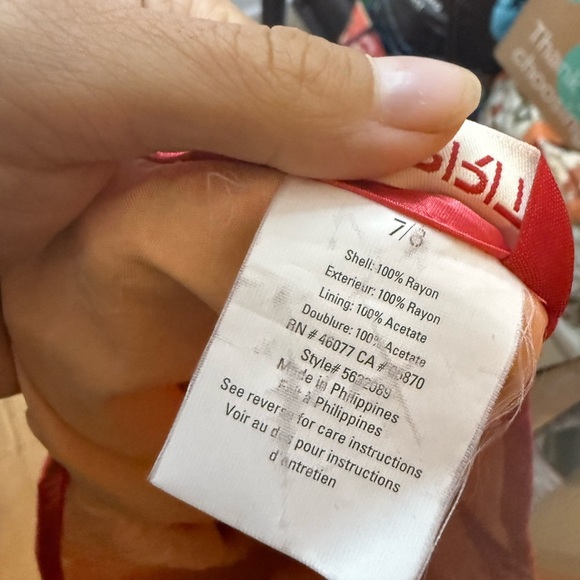 7/8
Shell: 100% Rayon
Exterieur: 100% Rayon
Lining: 100% Acetate
Doublure: 100% Acetate
RN # 46077 CA #
Style#
Made in Philippines
à Philippines
See reverse for care instructions
Voir au dos pour instructions
d'entretien